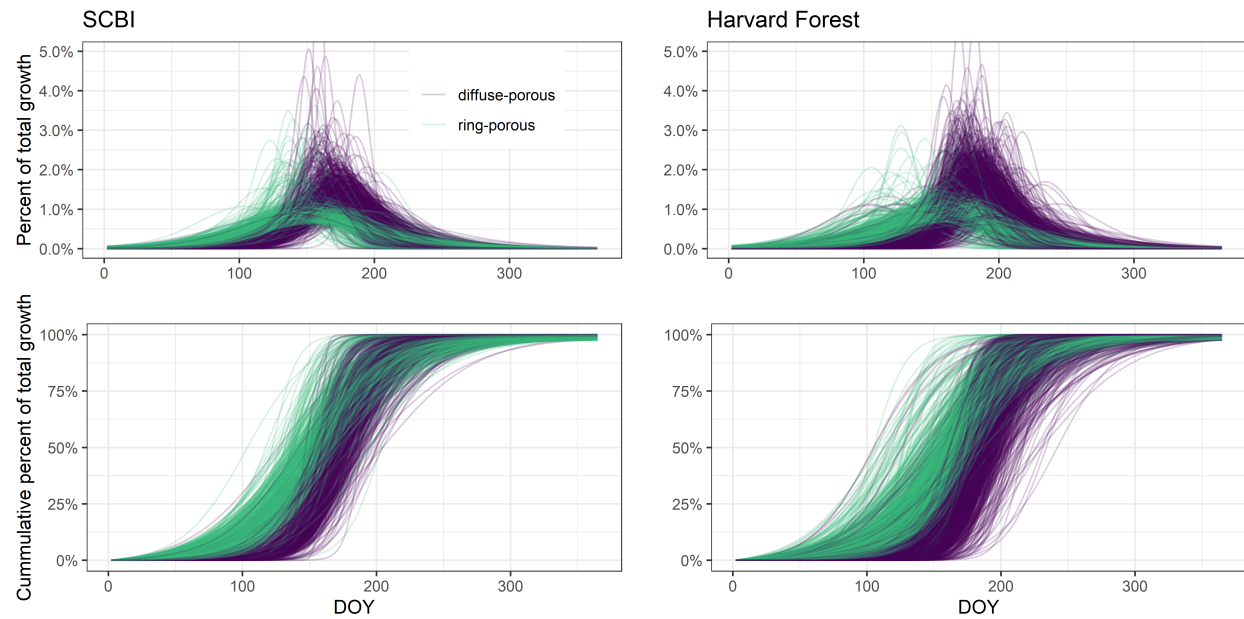 SCBI
Harvard Forest
Percent of total growth
5.0%
4.0%
3.0%
2.0%
1.0%
0.0%
diffuse-porous
ring-porous
0 100 200 300
5.0%
4.0%
3.0%
2.0%
1.0%
0.0%
0 100 200 300
Cummulative percent of total growth
100%
75%
50%
25%
0%
0 100 200 300
DOY
100%
75%
50%
25%
0%
0 100 200 300
DOY